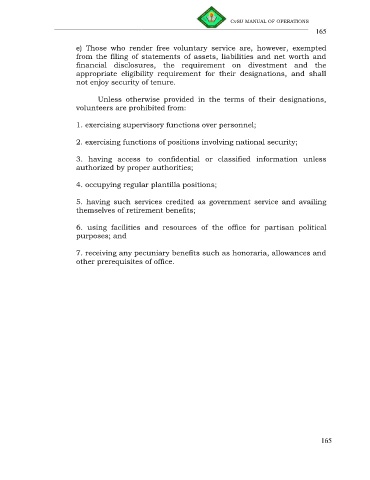 CvSU MANUAL OF OPERATIONS
165
e) Those who render free voluntary service are, however, exempted
from the filing of statements of assets, liabilities and net worth and
financial disclosures, the requirement on divestment and the
appropriate eligibility requirement for their designations, and shall
not enjoy security of tenure.
Unless otherwise provided in the terms of their designations,
volunteers are prohibited from:
1. exercising supervisory functions over personnel;
2. exercising functions of positions involving national security;
3. having access to confidential or classified information unless
authorized by proper authorities;
4. occupying regular plantilla positions;
5. having such services credited as government service and availing
themselves of retirement benefits;
6. using facilities and resources of the office for partisan political
purposes; and
7. receiving any pecuniary benefits such as honoraria, allowances and
other prerequisites of office.
165